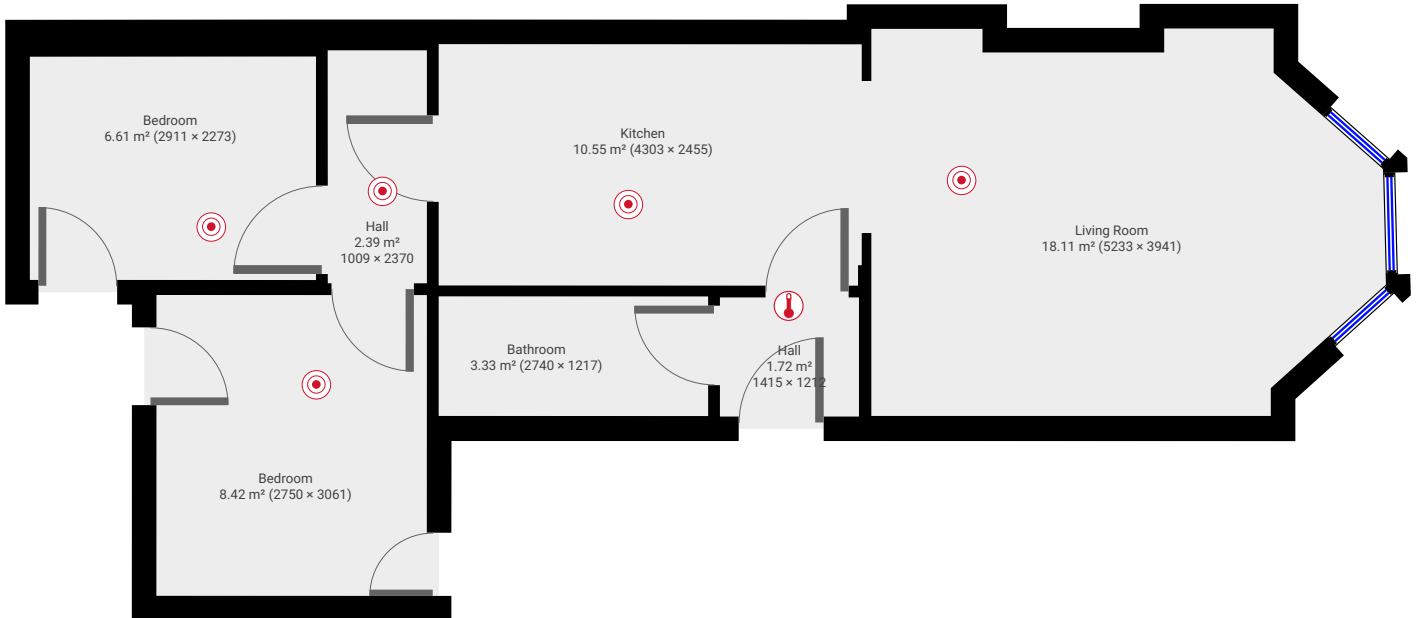 Bedroom
6.61 m² (2911 × 2273)
Kitchen
10.55 m² (4303 × 2455)
Hall
2.39 m²
1009 × 2370
Living Room
18.11 m² (5233 × 3941)
Bathroom
3.33 m² (2740 × 1217)
Hall
1.72 m²
1415 × 1212
Bedroom
8.42 m² (2750 × 3061)